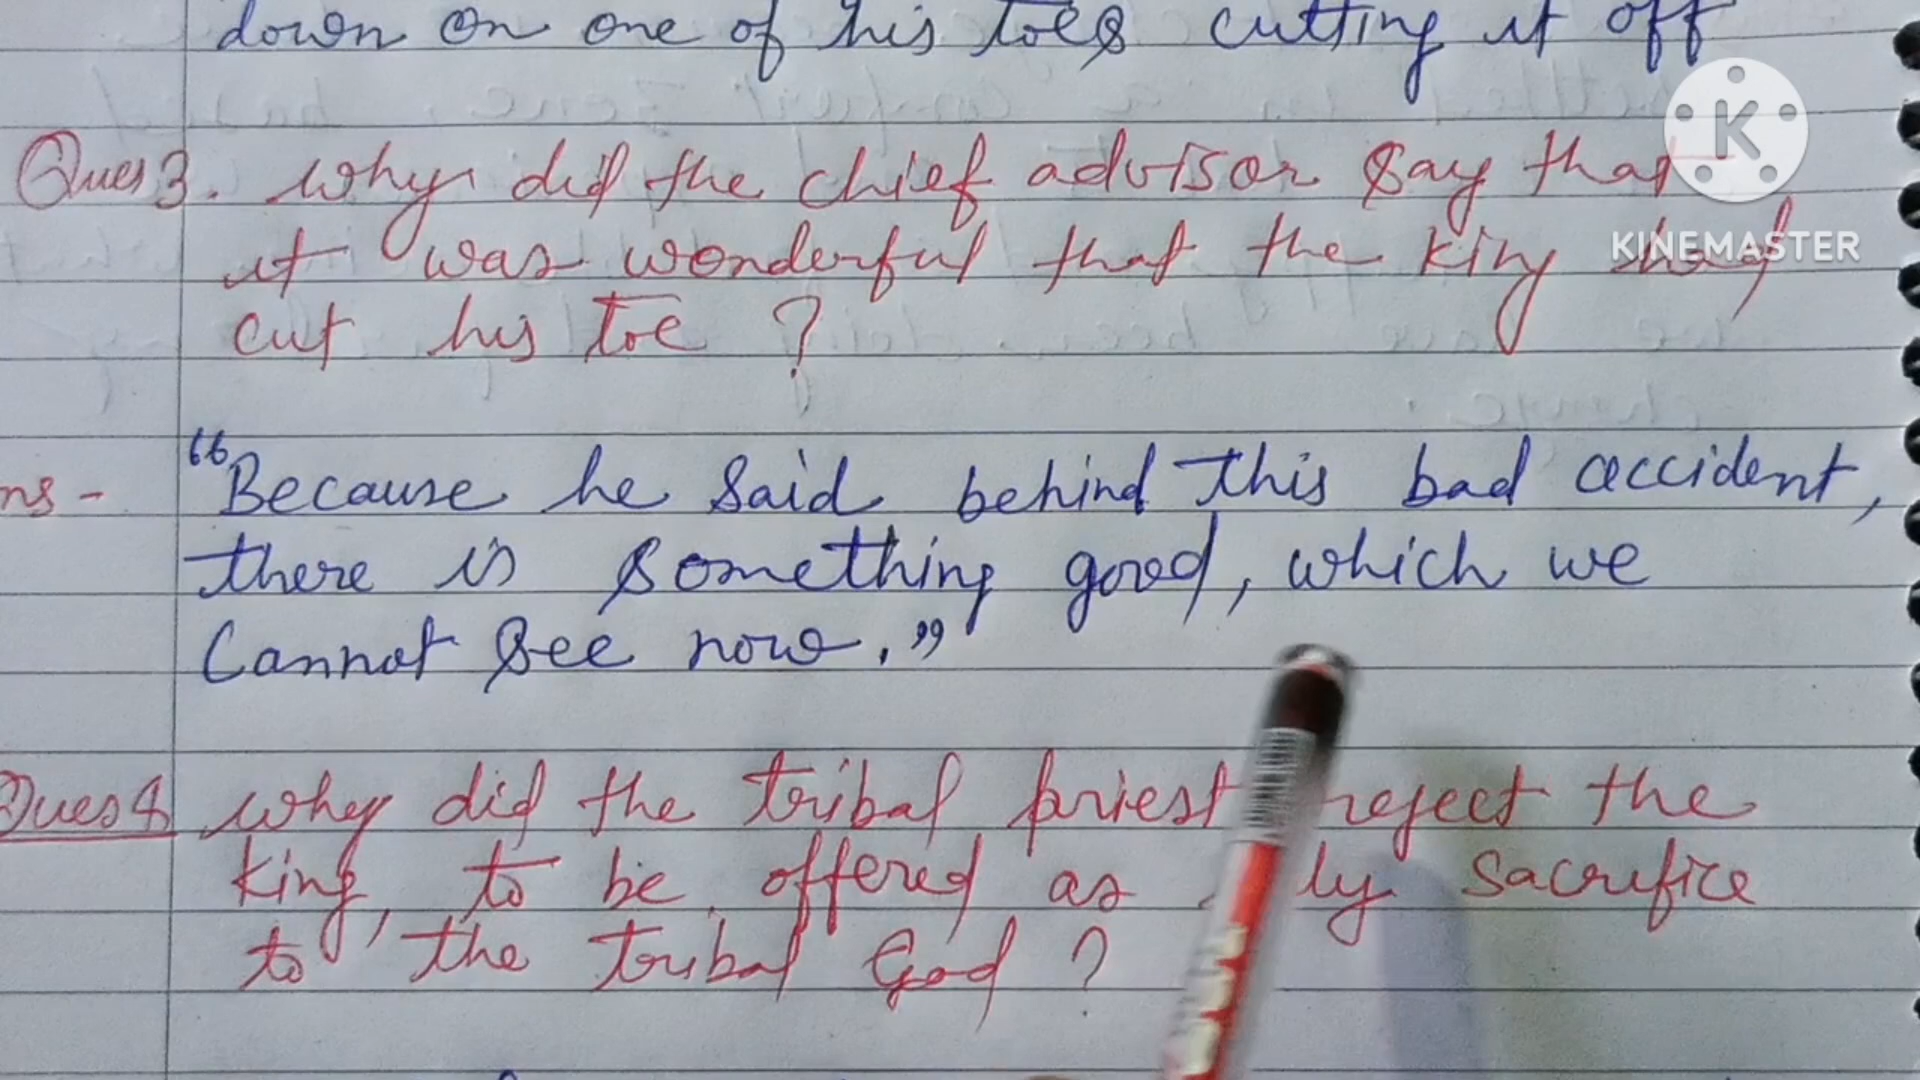 down on one of his toes cutting it off
Ques 3. why did the chief advisor say that
it was wonderful that the king
cut his toe ?
ns - "Because he said behind this bad accident,
there is something good, which we
cannot see now."
Ques 4 why did the tribal priest reject the
king, to be offered as sacrifice
to the tribal God ?
K
KINEMASTER